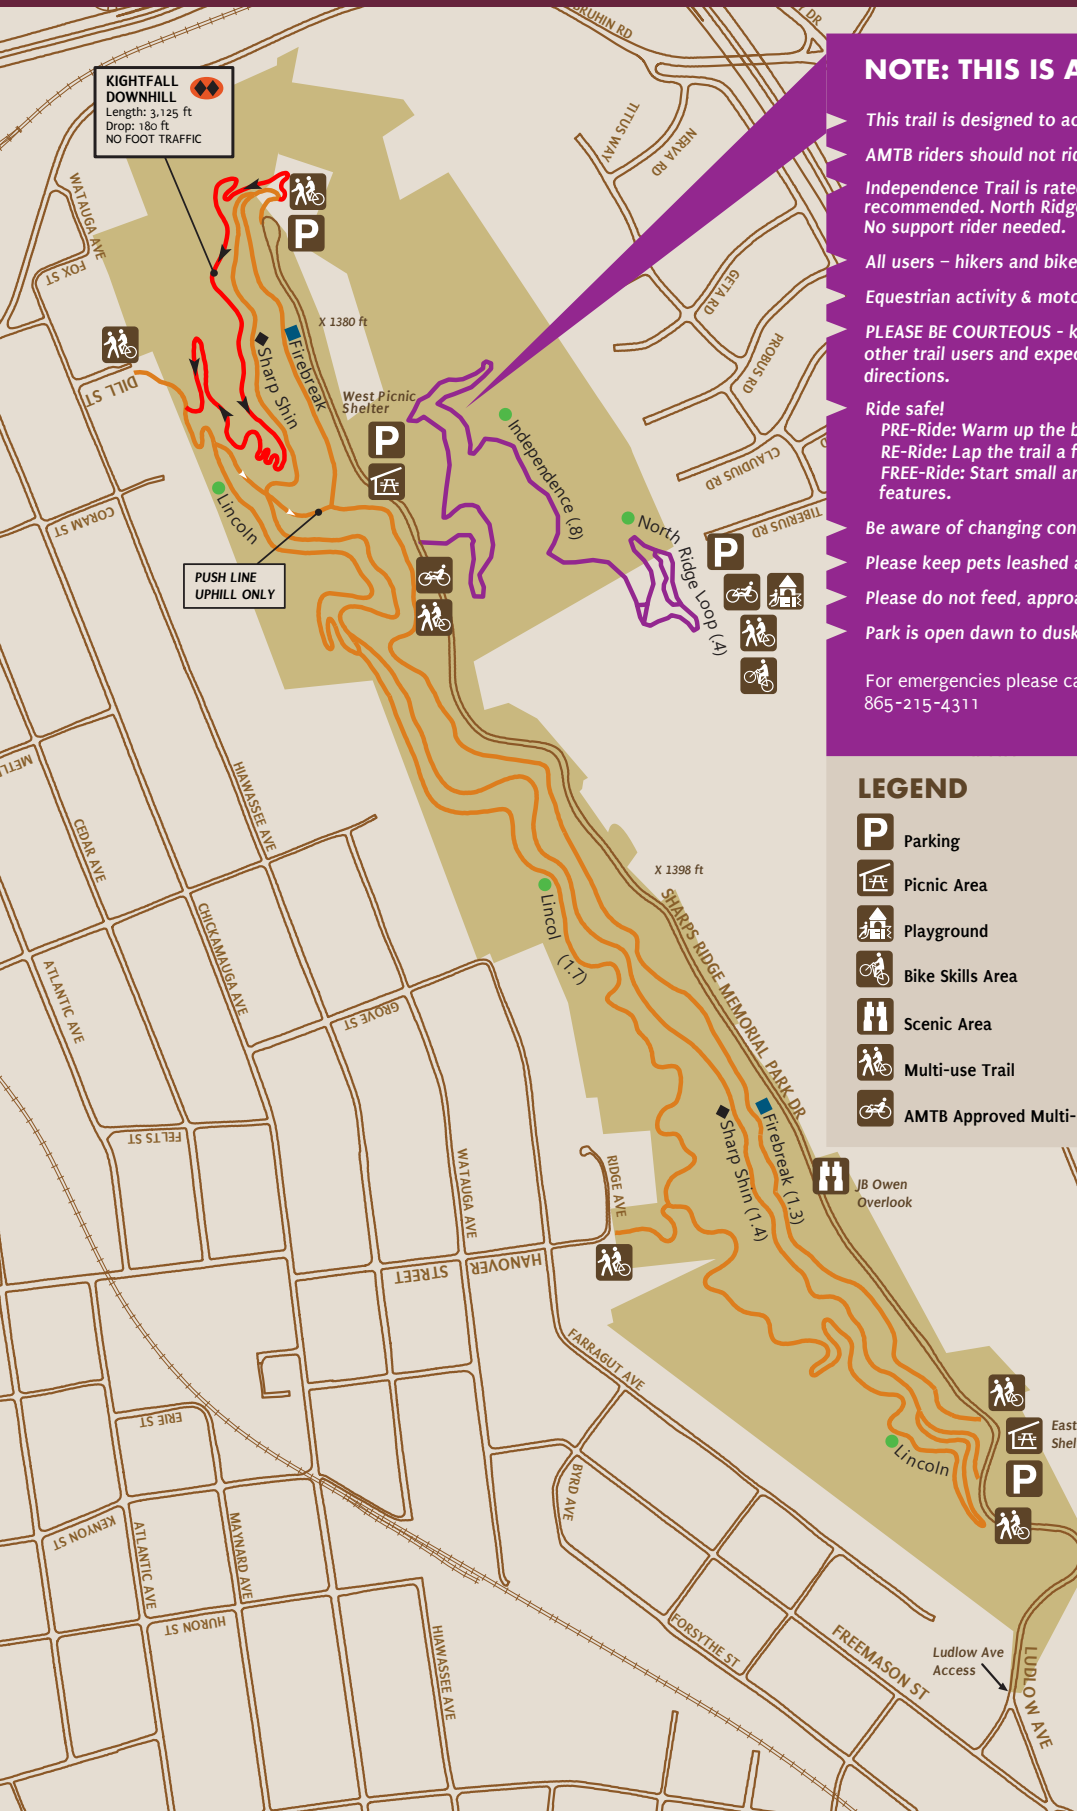 BRUHIN RD
DR
KIGHTFALL
DOWNHILL
Length: 3,125 ft
Drop: 180 ft
NO FOOT TRAFFIC
TITUS WAY
NERVA RD
WATAUGA AVE
FOX ST
P
GETA RD
X 1380 ft
DILL ST
Sharp Shin
Firebreak
PROBUS RD
West Picnic
Shelter
P
Independence (.8)
CLAUDIUS RD
Lincoln
CORAM ST
North Ridge Loop (.4)
TIBERIUS RD
P
PUSH LINE
UPHILL ONLY
NOTE: THIS IS A
This trail is designed to ac
AMTB riders should not rid
Independence Trail is rate
recommended. North Ridge
No support rider needed.
All users – hikers and bike
Equestrian activity & moto
PLEASE BE COURTEOUS - k
other trail users and expec
directions.
Ride safe!
PRE-Ride: Warm up the b
RE-Ride: Lap the trail a f
FREE-Ride: Start small an
features.
Be aware of changing con
Please keep pets leashed a
Please do not feed, approa
Park is open dawn to dusk
For emergencies please ca
865-215-4311
LEGEND
P Parking
Picnic Area
Playground
Bike Skills Area
Scenic Area
Multi-use Trail
AMTB Approved Multi-
METL
HIAWASSEE AVE
CEDAR AVE
X 1398 ft
SHARPS RIDGE MEMORIAL PARK DR
Lincol (1.7)
CHICKAMAUGA AVE
ATLANTIC AVE
GROVE ST
FELTS ST
WATAUGA AVE
RIDGE AVE
Sharp Shin (1.4)
Firebreak (1.3)
JB Owen
Overlook
HANOVER
STREET
FARRAGUT AVE
ERIE ST
East
Shel
P
Lincoln
BYRD AVE
KENYON ST
ATLANTIC AVE
MAYNARD AVE
HURON ST
HIAWASSEE AVE
FORSYTHE ST
FREEMASON ST
Ludlow Ave
Access
LUDLOW AVE